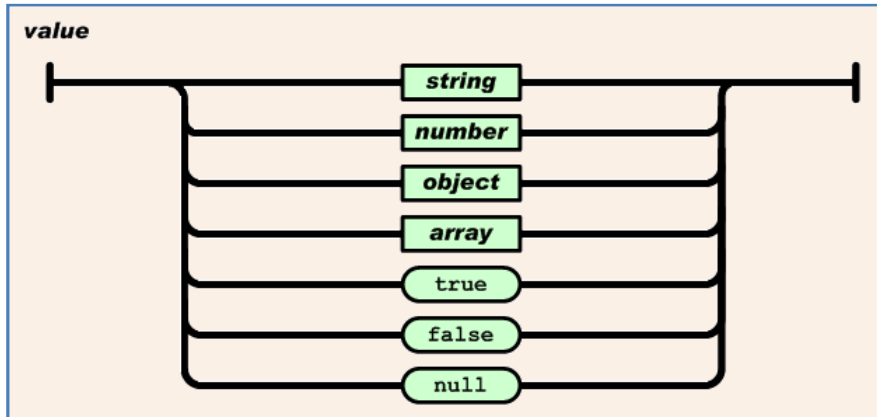 value
string
number
object
array
true
false
null